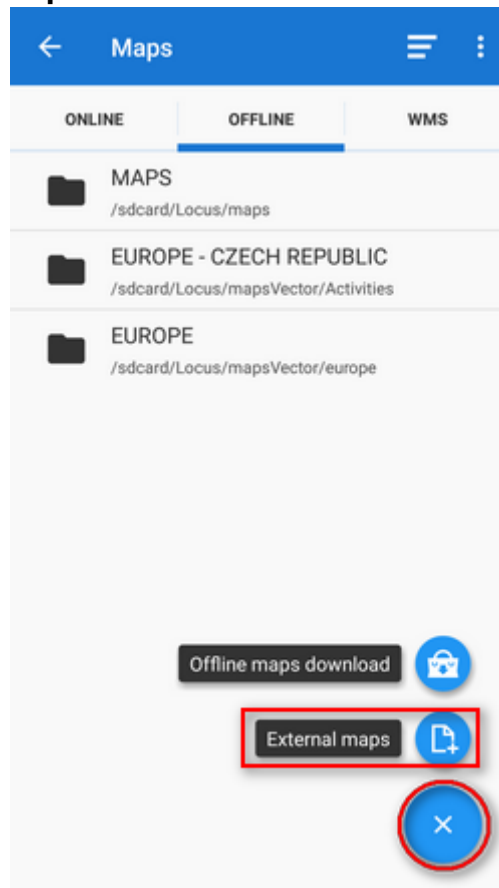 Maps
ONLINE
OFFLINE
WMS
MAPS
/sdcard/Locus/maps
EUROPE - CZECH REPUBLIC
/sdcard/Locus/mapsVector/Activities
EUROPE
/sdcard/Locus/mapsVector/europe
Offline maps download
External maps